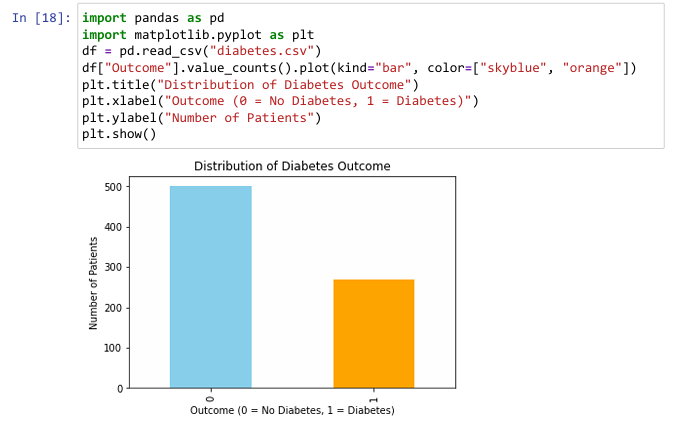 In [18]: import pandas as pd
import matplotlib.pyplot as plt
df = pd.read_csv("diabetes.csv")
df["Outcome"].value_counts().plot(kind="bar", color=["skyblue", "orange"])
plt.title("Distribution of Diabetes Outcome")
plt.xlabel("Outcome (0 = No Diabetes, 1 = Diabetes)")
plt.ylabel("Number of Patients")
plt.show()
Distribution of Diabetes Outcome
Number of Patients
500
400
300
200
100
0
0 1
Outcome (0 = No Diabetes, 1 = Diabetes)